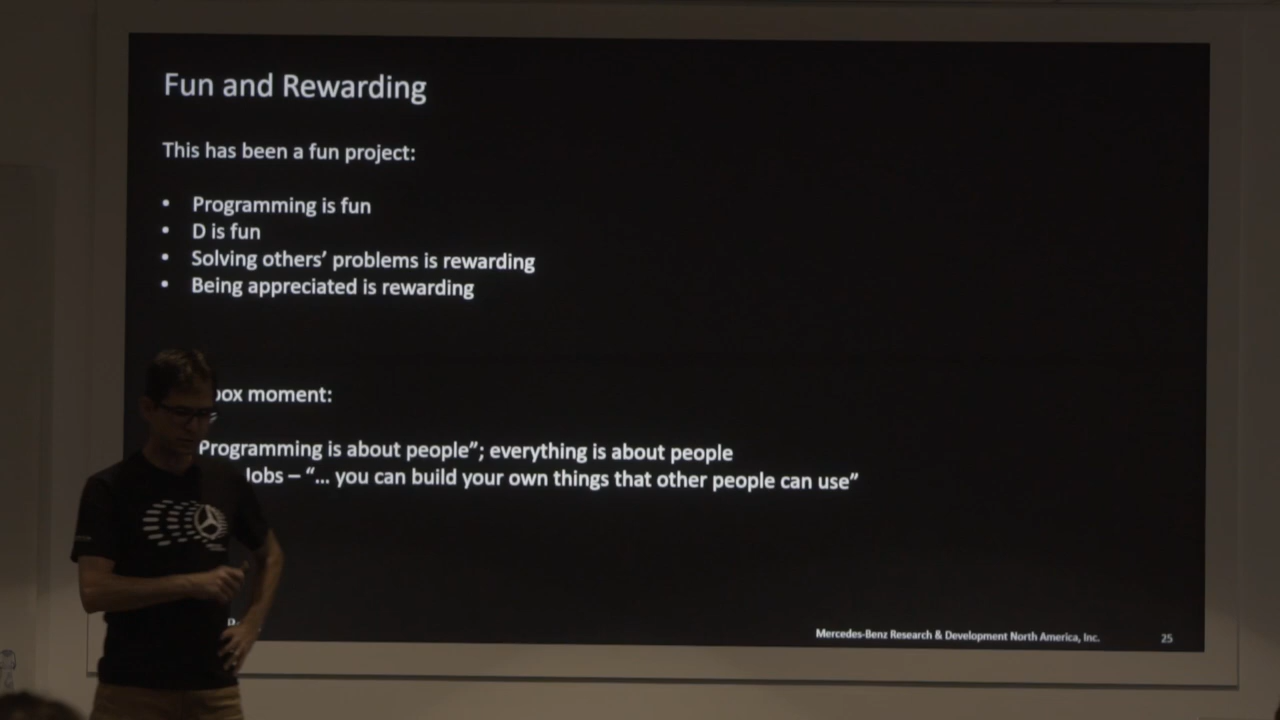 Fun and Rewarding
This has been a fun project:
• Programming is fun
• D is fun
• Solving others’ problems is rewarding
• Being appreciated is rewarding
box moment:
Programming is about people”; everything is about people
Jobs – “... you can build your own things that other people can use”
Mercedes-Benz Research & Development North America, Inc.
25